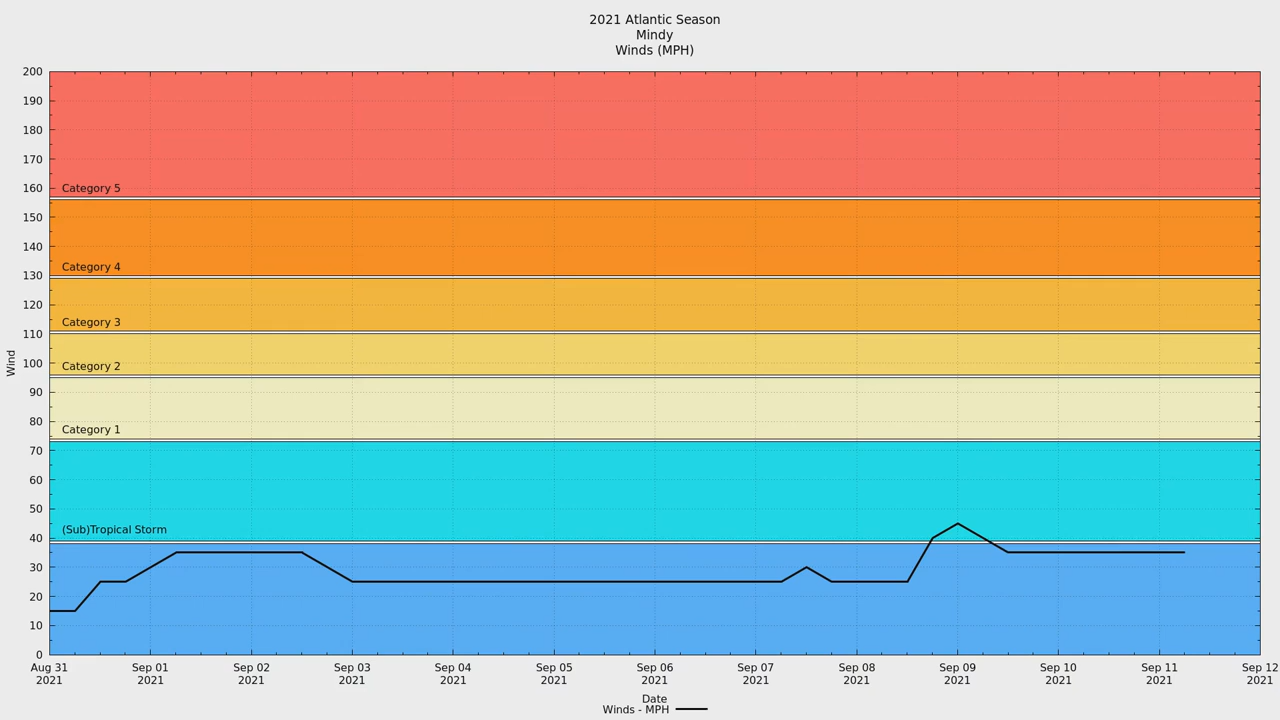 2021 Atlantic Season
Mindy
Winds (MPH)
200
190
180
170
160
150
140
130
120
110
100
90
80
70
60
50
40
30
20
10
0
Wind
Category 5
Category 4
Category 3
Category 2
Category 1
(Sub)Tropical Storm
Aug 31 Sep 01 Sep 02 Sep 03 Sep 04 Sep 05 Sep 06 Sep 07 Sep 08 Sep 09 Sep 10 Sep 11 Sep 12
2021 2021 2021 2021 2021 2021 2021 2021 2021 2021 2021 2021 2021
Date
Winds - MPH